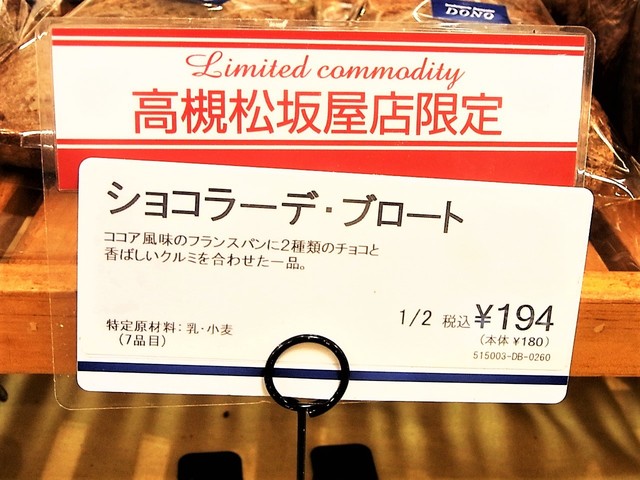 DONQ
Limited commodity
高槻松坂屋店限定
ショコラーデ・ブロート
ココア風味のフランスパンに2種類のチョコと
香ばしいクルミを合わせた一品。
1/2 税込 ¥194
特定原材料：乳・小麦
(本体 ¥180)
(7品目)
515003-DB-0260